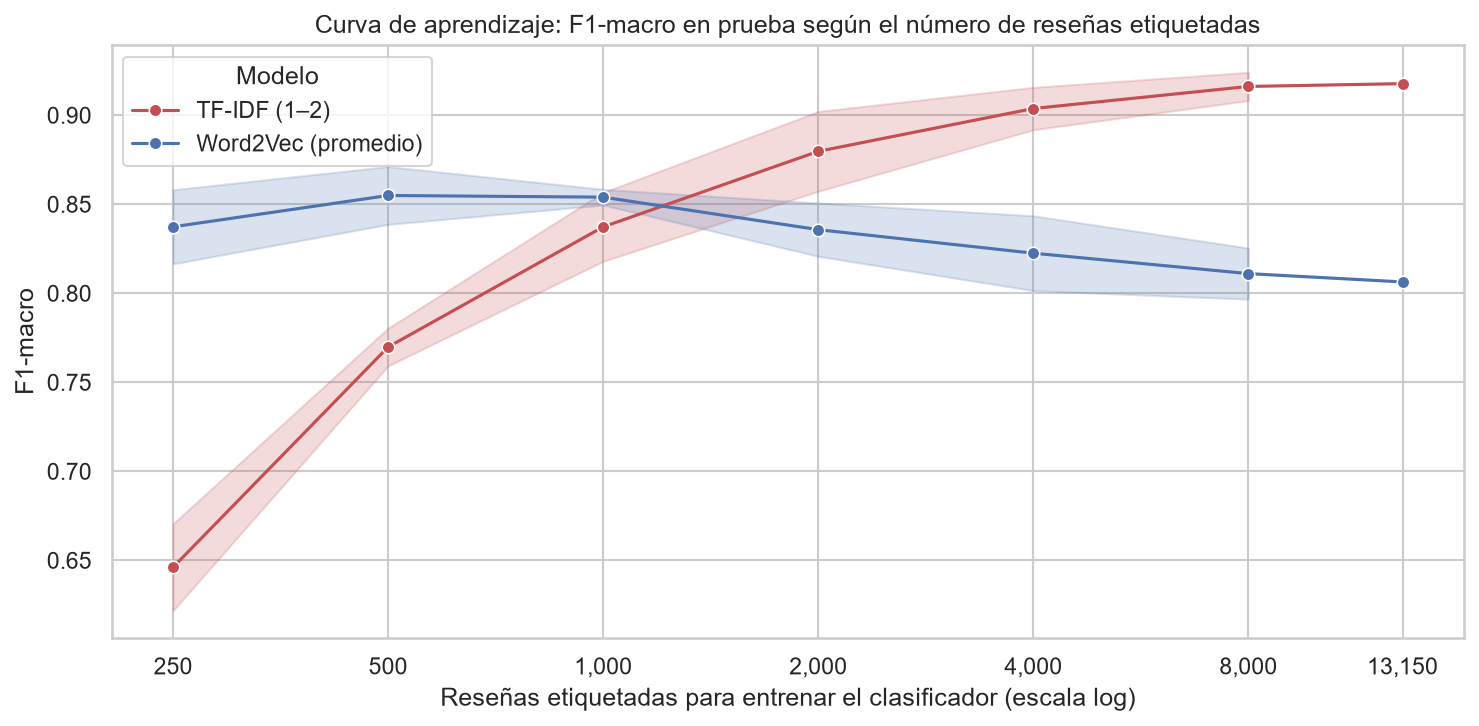 Curva de aprendizaje: F1-macro en prueba según el número de reseñas etiquetadas
Modelo
TF-IDF (1–2)
Word2Vec (promedio)
F1-macro
0.90
0.85
0.80
0.75
0.70
0.65
250 500 1,000 2,000 4,000 8,000 13,150
Reseñas etiquetadas para entrenar el clasificador (escala log)